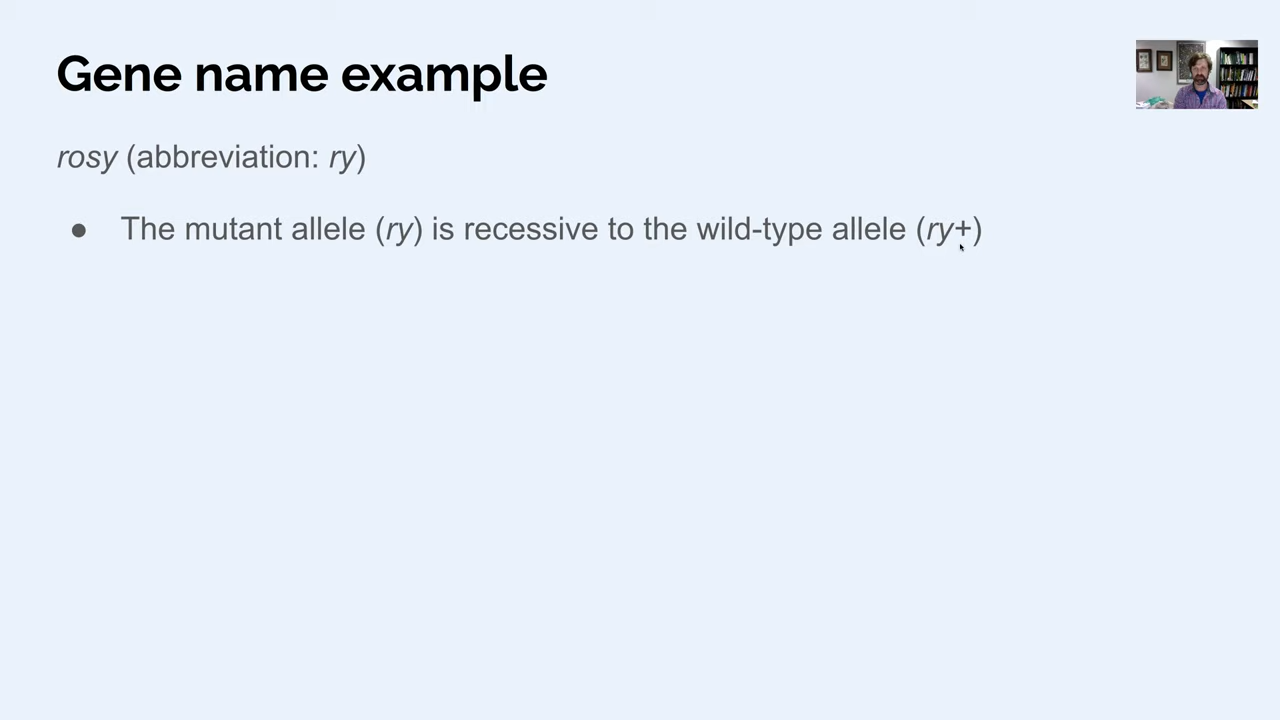 Gene name example
rosy (abbreviation: ry)
● The mutant allele (ry) is recessive to the wild-type allele (ry+)